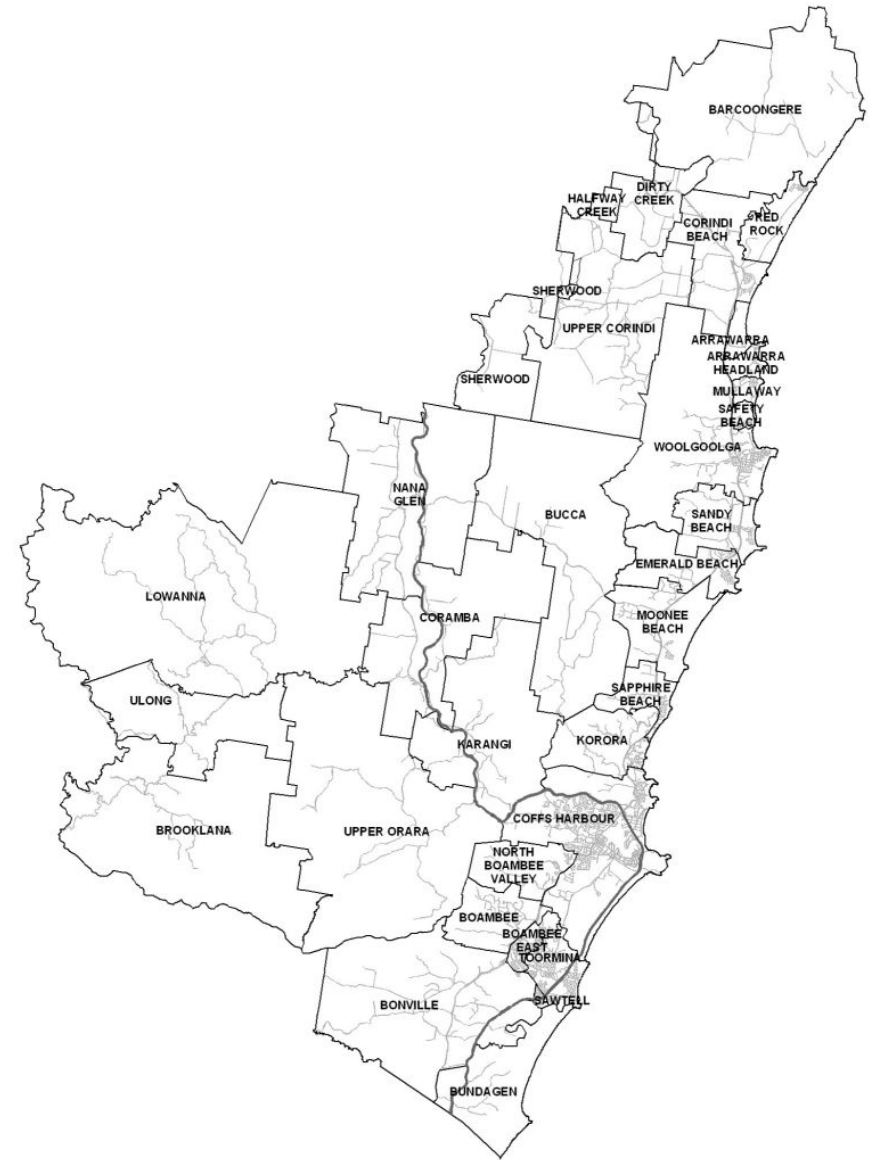 BARCOONGERE
DIRTY
CREEK
HALFWAY
CREEK
CORINDI
BEACH
RED
ROCK
SHERWOOD
UPPER CORINDI
ARRAWARRA
ARRAWARRA
HEADLAND
SHERWOOD
MULLAWAY
SAFETY
BEACH
WOOLGOOLGA
NANA
GLEN
BUCCA
SANDY
BEACH
EMERALD BEACH
LOWANNA
CORAMBA
MOONEE
BEACH
ULONG
SAPPHIRE
BEACH
KARANGI
KORORA
BROOKLANA
UPPER ORARA
COFFS HARBOUR
NORTH
BOAMBEE
VALLEY
BOAMBEE
BOAMBEE
EAST
TOORMINA
BONVILLE
SAWTELL
BUNDAGEN